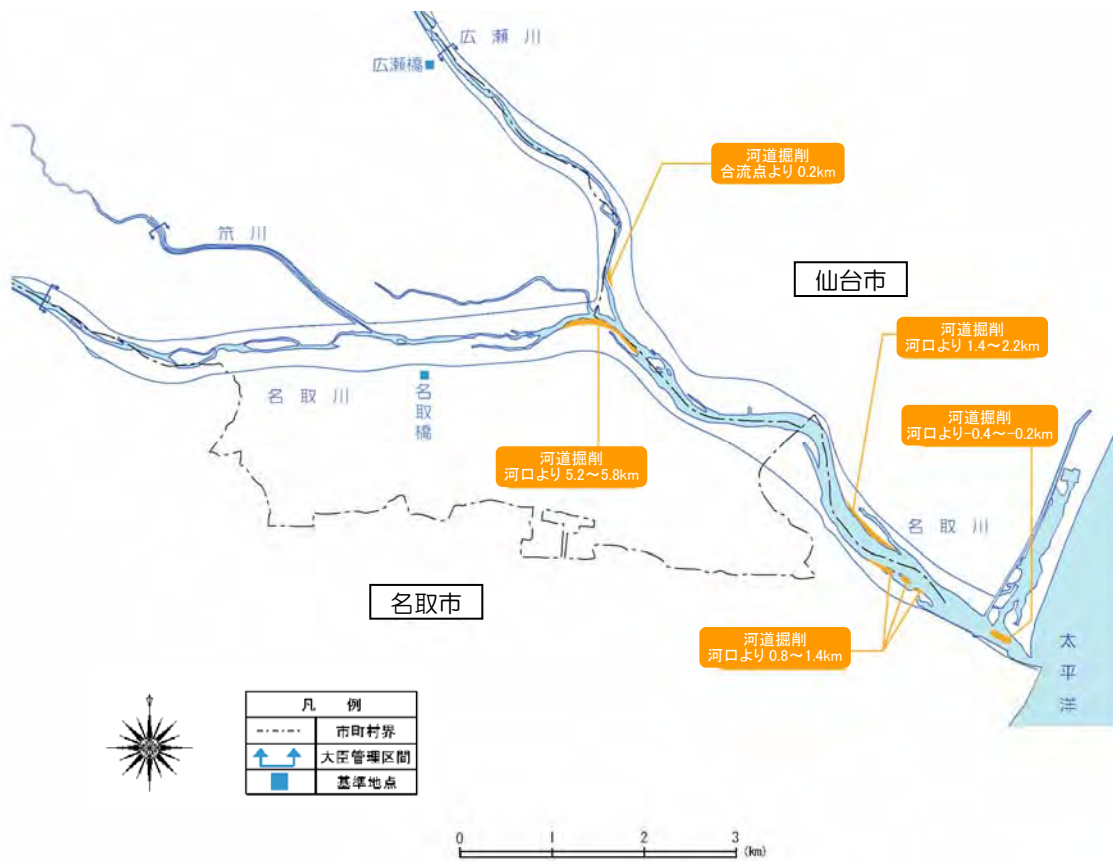 広瀬川
広瀬橋
河道掘削
合流点より 0.2km
笊川
仙台市
河道掘削
河口より 1.4～2.2km
名取川
名取橋
河道掘削
河口より-0.4～-0.2km
河道掘削
河口より 5.2～5.8km
名取川
名取市
河道掘削
河口より 0.8～1.4km
太平洋
凡例
市町村界
大臣管理区間
基準地点
0 1 2 3
(km)